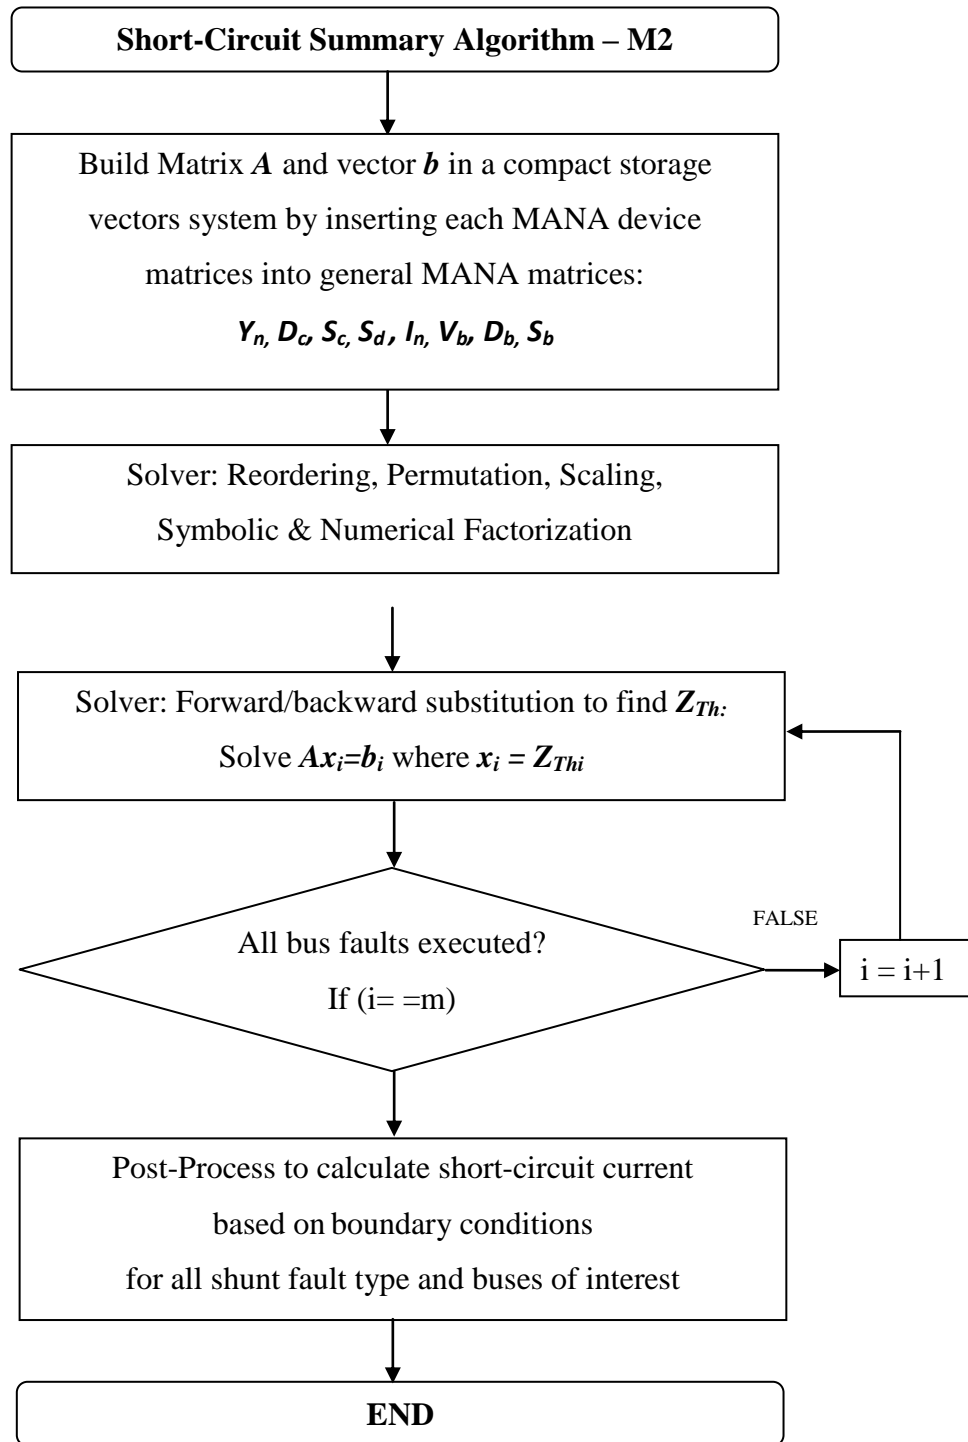 Short-Circuit Summary Algorithm – M2
Build Matrix A and vector b in a compact storage
vectors system by inserting each MANA device
matrices into general MANA matrices:
Yn, Dc, Sc, Sd, In, Vb, Db, Sb
Solver: Reordering, Permutation, Scaling,
Symbolic & Numerical Factorization
Solver: Forward/backward substitution to find ZTh:
Solve Axi=bi where xi = ZThi
All bus faults executed?
If (i= =m)
FALSE
i = i+1
Post-Process to calculate short-circuit current
based on boundary conditions
for all shunt fault type and buses of interest
END